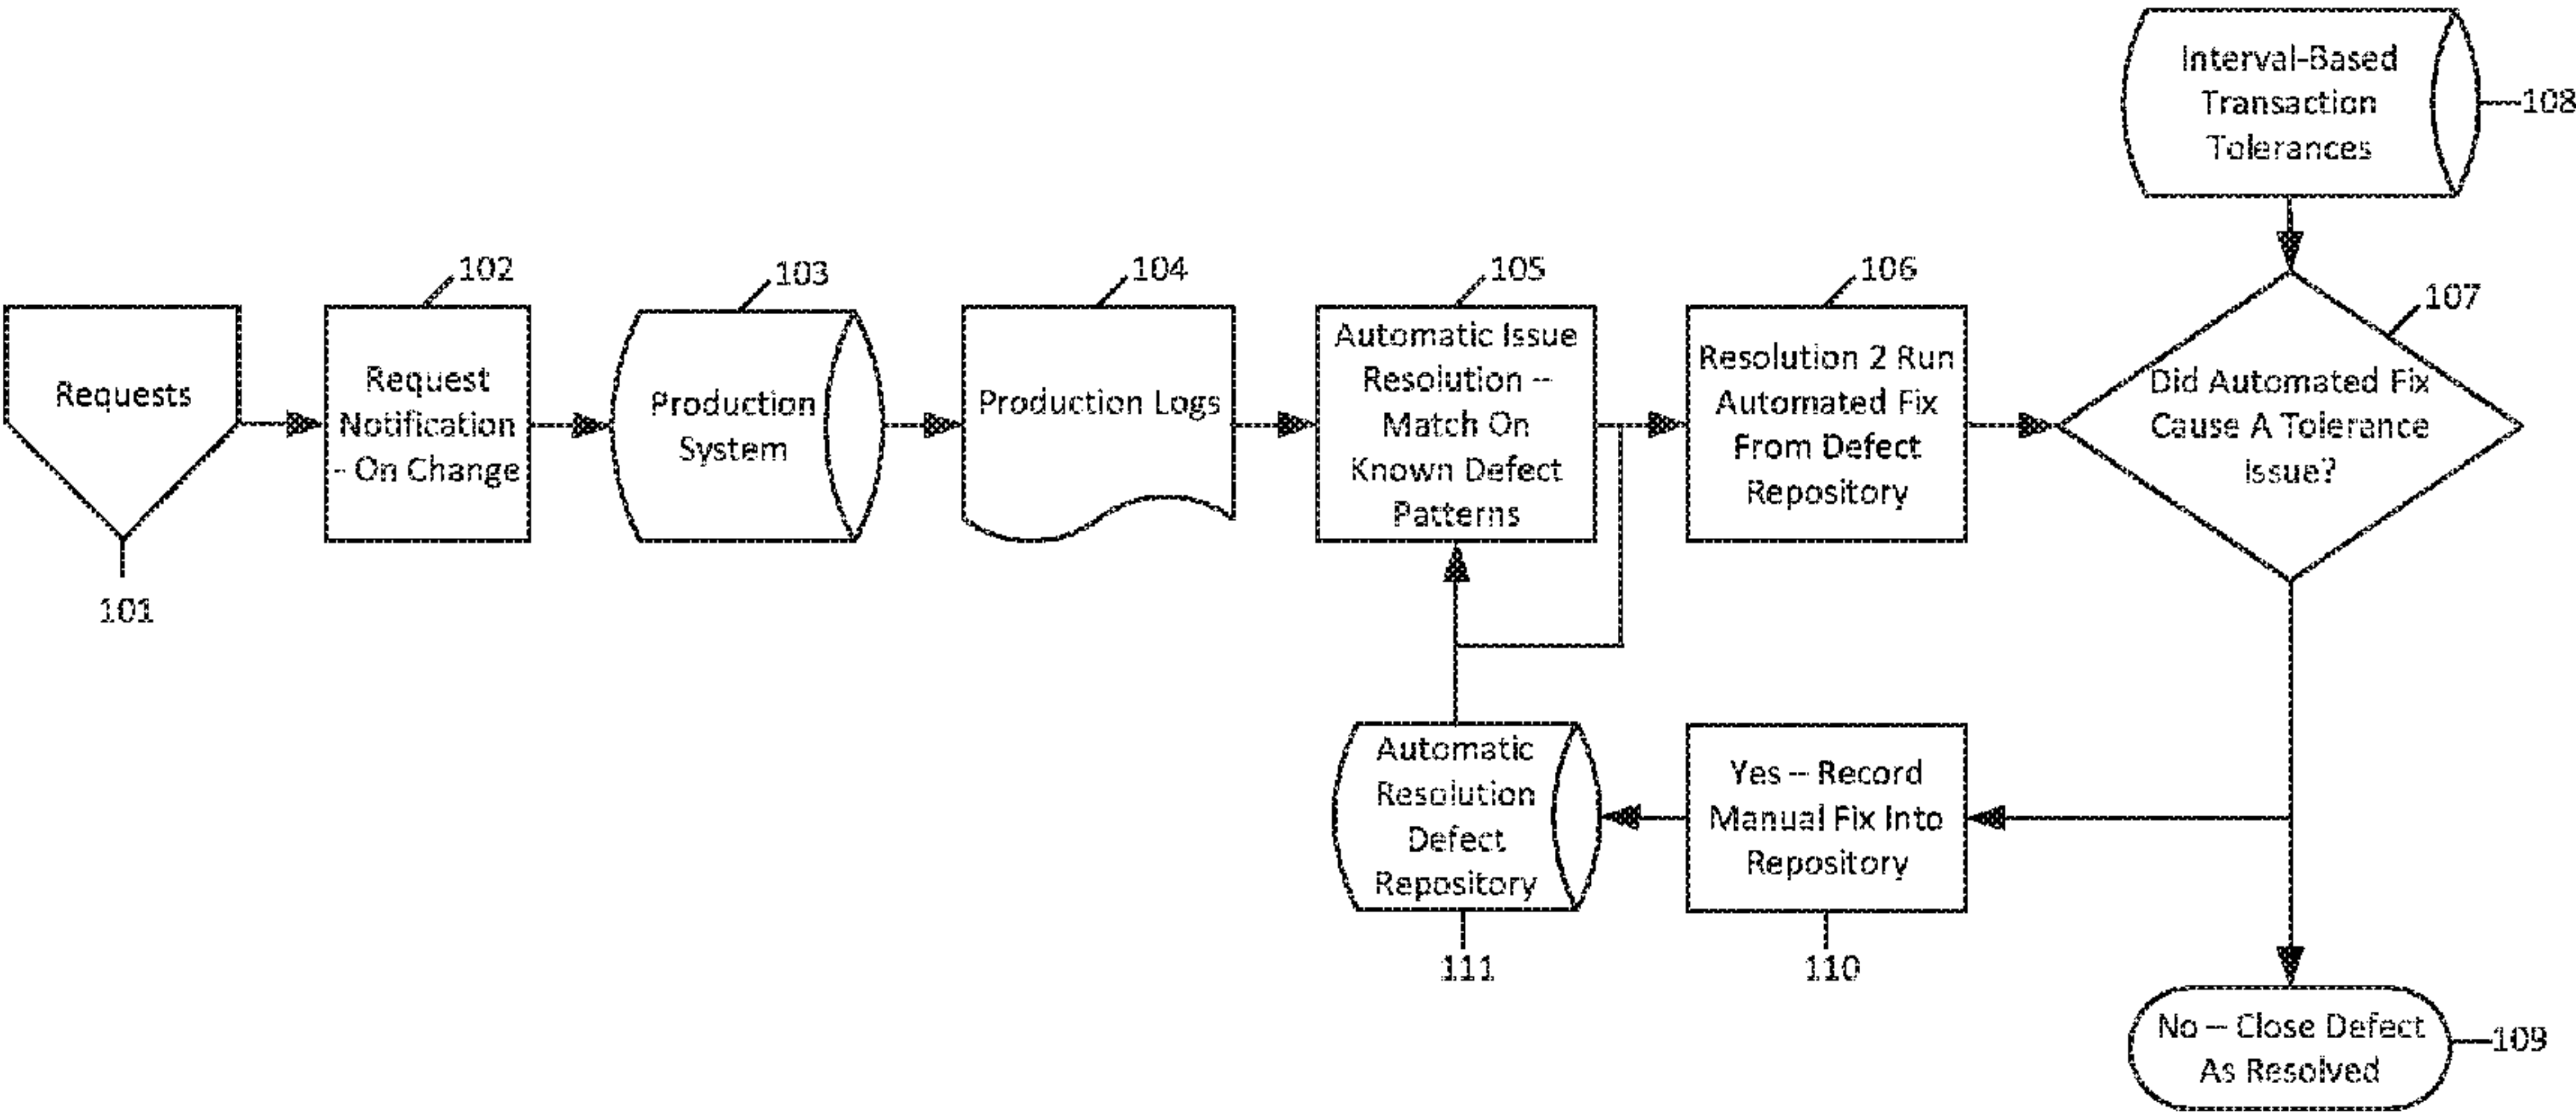 Interval-Based
Transaction
Tolerances
108
102
103
104
105
106
107
Requests
101
Request
Notification
-- On Change
Production
System
Production Logs
Automatic Issue
Resolution --
Match On
Known Defect
Patterns
Resolution 2 Run
Automated Fix
From Defect
Repository
Did Automated Fix
Cause A Tolerance
issue?
Automatic
Resolution
Defect
Repository
111
Yes -- Record
Manual Fix Into
Repository
110
No -- Close Defect
As Resolved
109